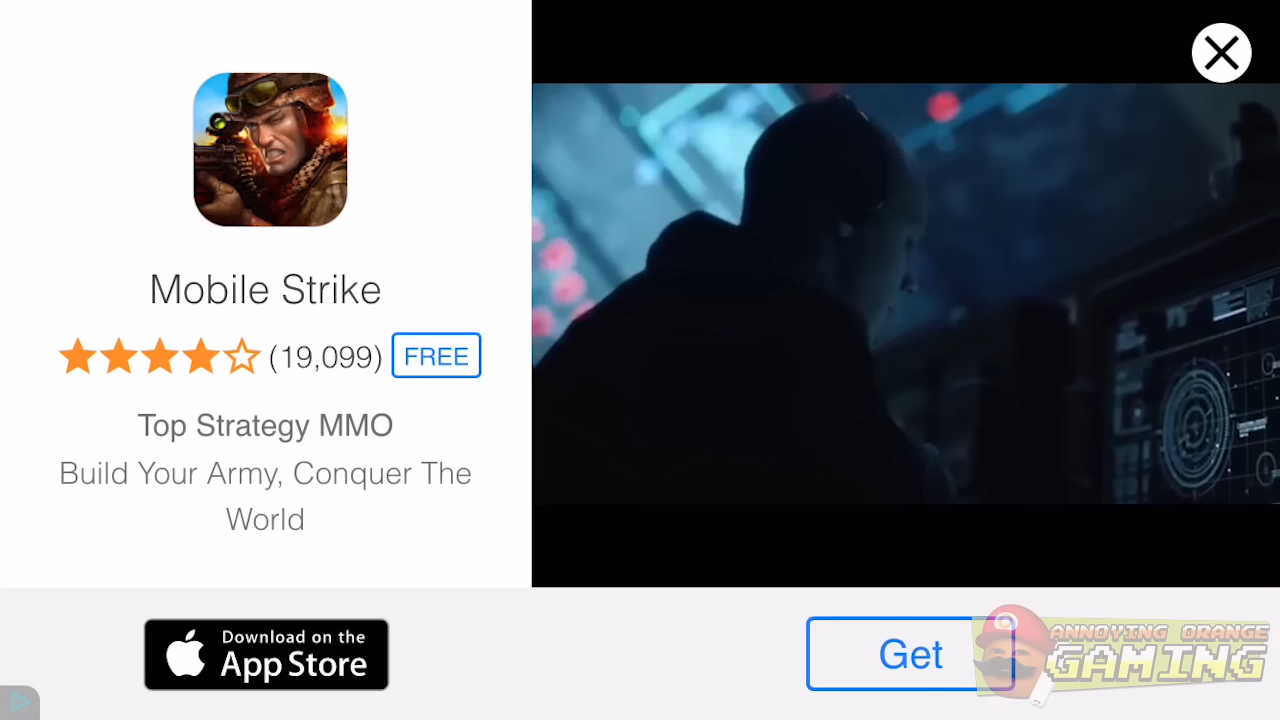 Mobile Strike
(19,099) FREE
Top Strategy MMO
Build Your Army, Conquer The
World
Download on the
App Store
Get
ANNOYING ORANGE
GAMING